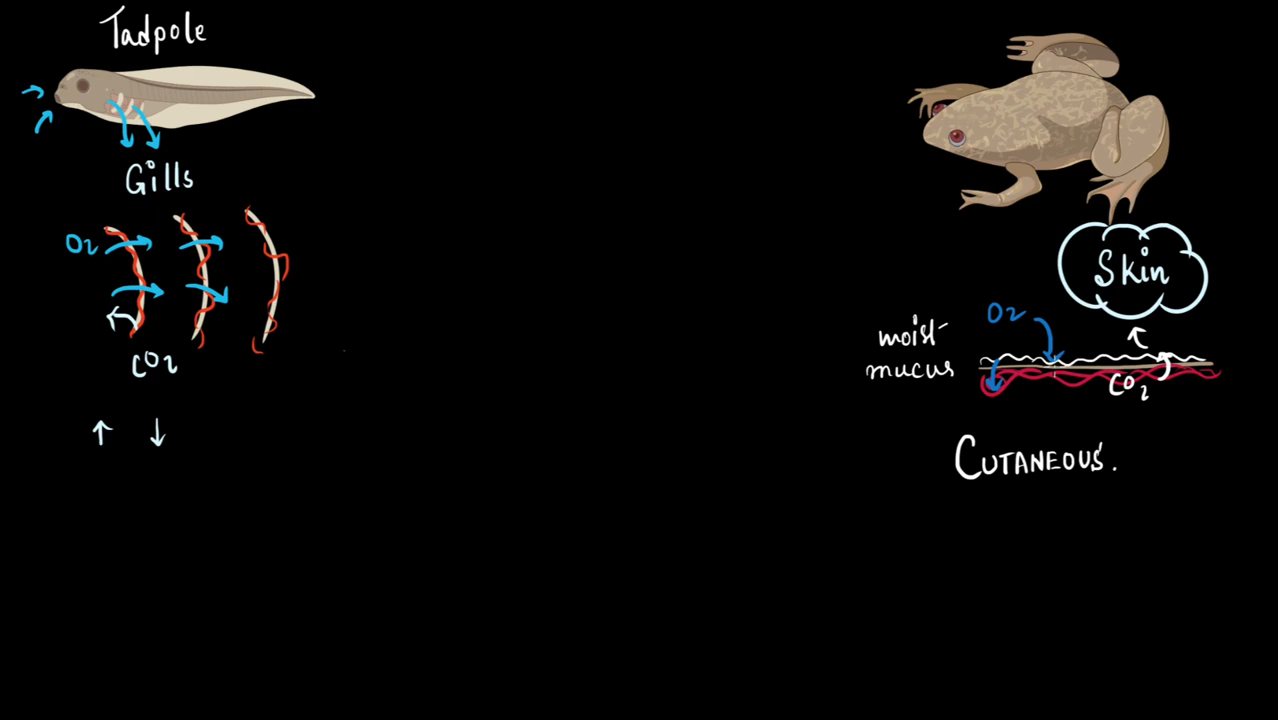 Tadpole
Gills
O2
CO2
↑ ↓
Skin
O2
moist
mucus
CO2
CUTANEOUS.